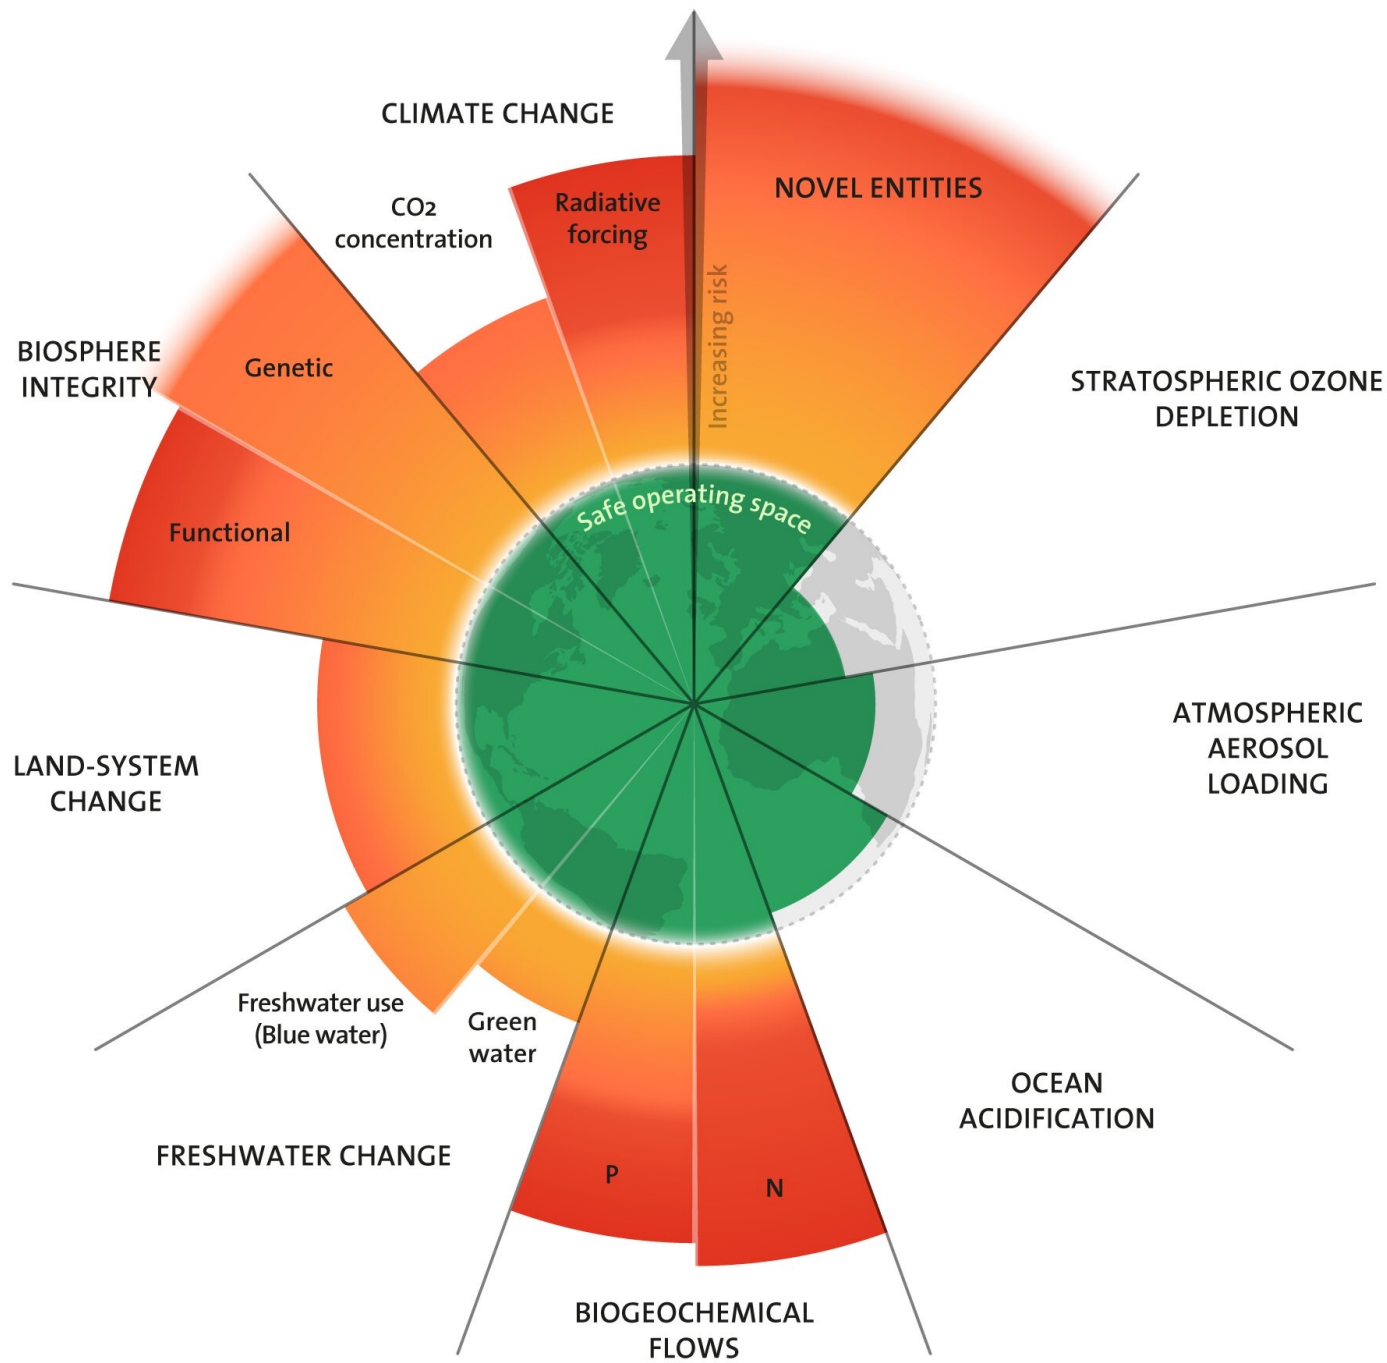 CLIMATE CHANGE
CO2
concentration
Radiative
forcing
NOVEL ENTITIES
Increasing risk
BIOSPHERE
INTEGRITY
Genetic
Functional
STRATOSPHERIC OZONE
DEPLETION
Safe operating space
ATMOSPHERIC
AEROSOL
LOADING
LAND-SYSTEM
CHANGE
Freshwater use
(Blue water)
Green
water
FRESHWATER CHANGE
OCEAN
ACIDIFICATION
P
N
BIOGEOCHEMICAL
FLOWS